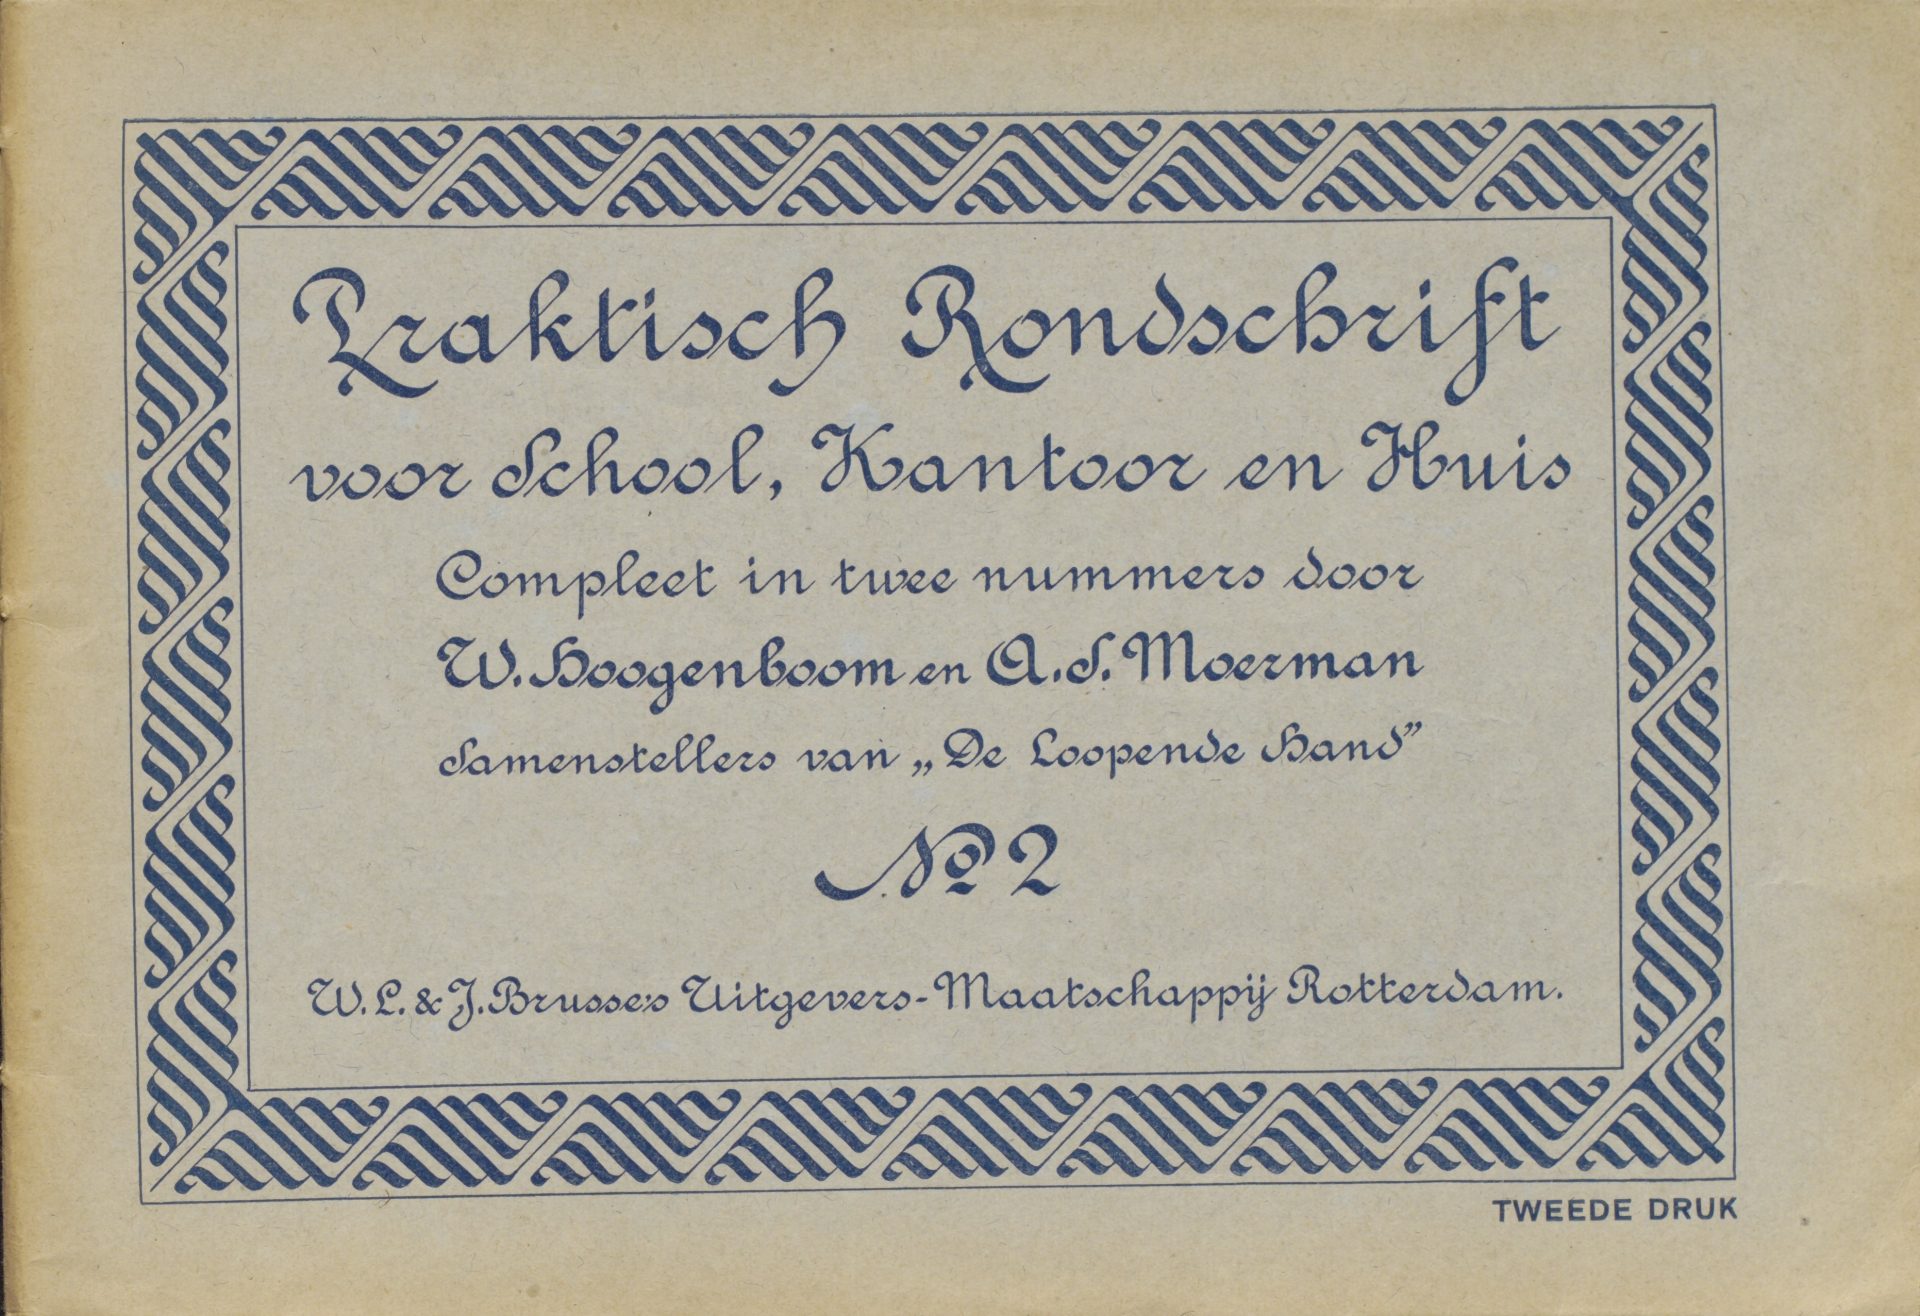 Praktisch Rondschrift
voor School, Kantoor en Huis
Compleet in twee nummers door
W. Hoogenboom en A.S. Moerman
Samenstellers van „De Loopende Hand”
No 2
W. L. & J. Brusse's Uitgevers-Maatschappij Rotterdam.
TWEEDE DRUK